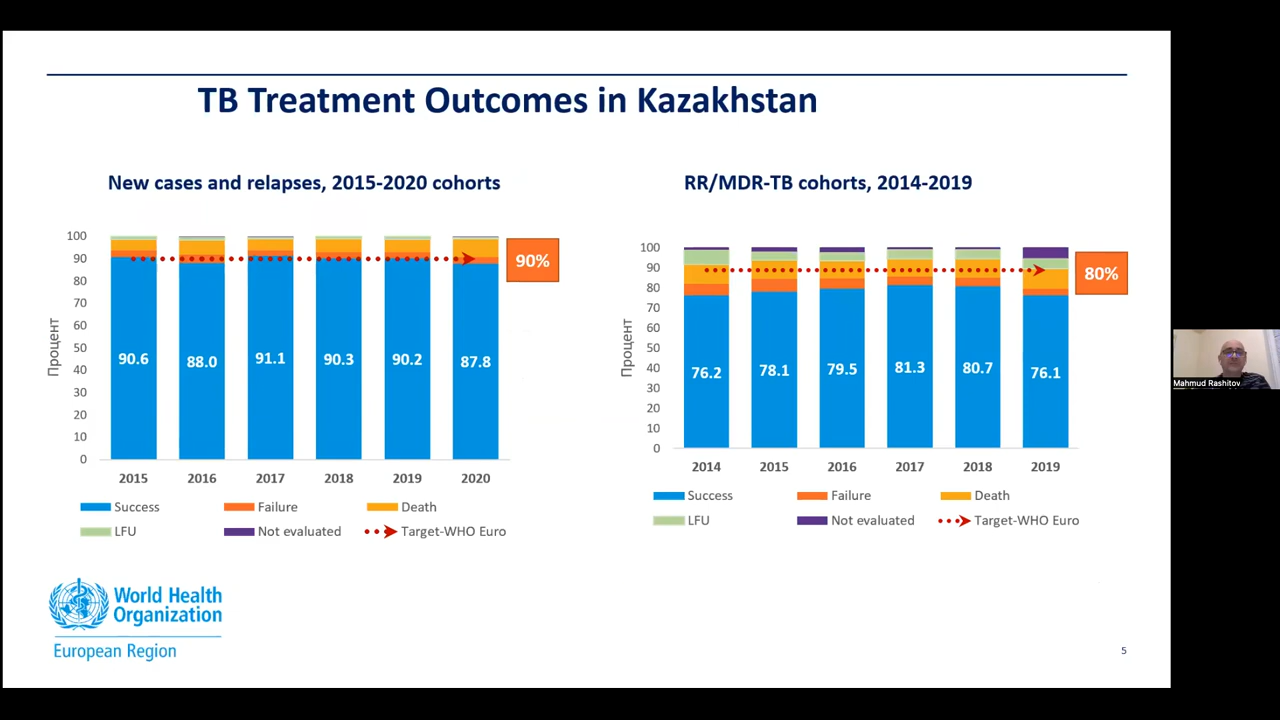 TB Treatment Outcomes in Kazakhstan
New cases and relapses, 2015-2020 cohorts
100
90
80
70
60
50
40
30
20
10
0
Процент
90.6
88.0
91.1
90.3
90.2
87.8
90%
2015 2016 2017 2018 2019 2020
Success Failure Death
LFU Not evaluated Target-WHO Euro
RR/MDR-TB cohorts, 2014-2019
100
90
80
70
60
50
40
30
20
10
0
Процент
76.2
78.1
79.5
81.3
80.7
76.1
80%
2014 2015 2016 2017 2018 2019
Success Failure Death
LFU Not evaluated Target-WHO Euro
Mahmud Rashitov
World Health
Organization
European Region
5